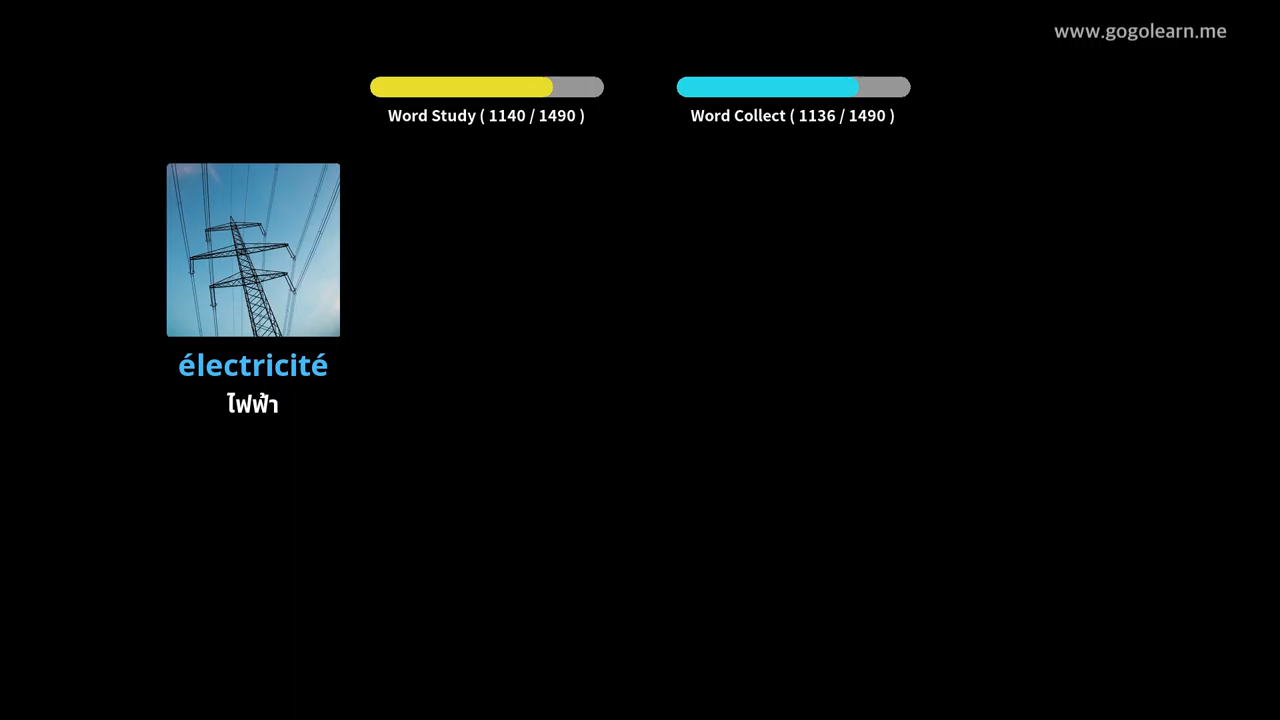 www.gogolearn.me
Word Study ( 1140 / 1490 )
Word Collect ( 1136 / 1490 )
électricité
ไฟฟ้า